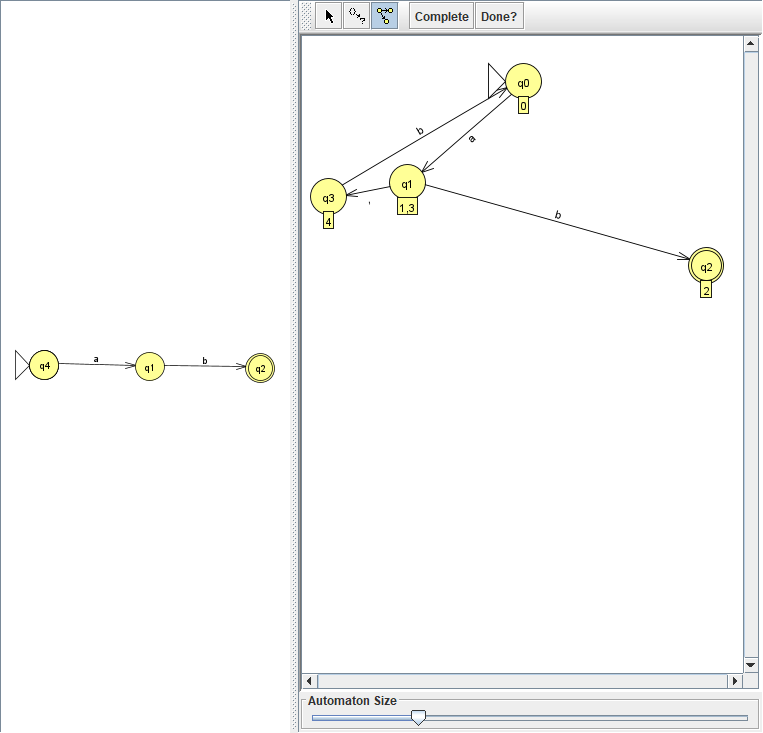 Complete
Done?
q0
0
b
a
q3
4
,
q1
1,3
b
q2
2
q4
a
q1
b
q2
Automaton Size